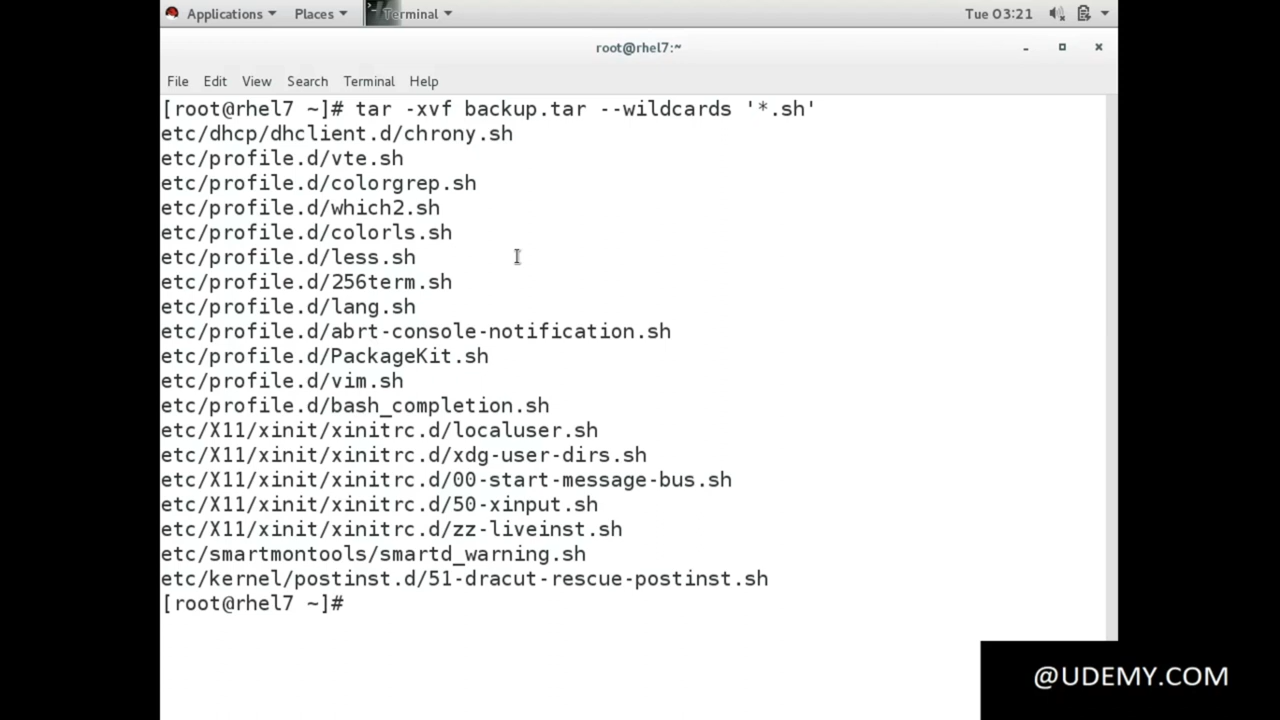 Applications Places Terminal Tue 03:21
root@rhel7:~
File Edit View Search Terminal Help
[root@rhel7 ~]# tar -xvf backup.tar --wildcards '*.sh'
etc/dhcp/dhclient.d/chrony.sh
etc/profile.d/vte.sh
etc/profile.d/colorgrep.sh
etc/profile.d/which2.sh
etc/profile.d/colorls.sh
etc/profile.d/less.sh
etc/profile.d/256term.sh
etc/profile.d/lang.sh
etc/profile.d/abrt-console-notification.sh
etc/profile.d/PackageKit.sh
etc/profile.d/vim.sh
etc/profile.d/bash_completion.sh
etc/X11/xinit/xinitrc.d/localuser.sh
etc/X11/xinit/xinitrc.d/xdg-user-dirs.sh
etc/X11/xinit/xinitrc.d/00-start-message-bus.sh
etc/X11/xinit/xinitrc.d/50-xinput.sh
etc/X11/xinit/xinitrc.d/zz-liveinst.sh
etc/smartmontools/smartd_warning.sh
etc/kernel/postinst.d/51-dracut-rescue-postinst.sh
[root@rhel7 ~]#
@UDEMY.COM